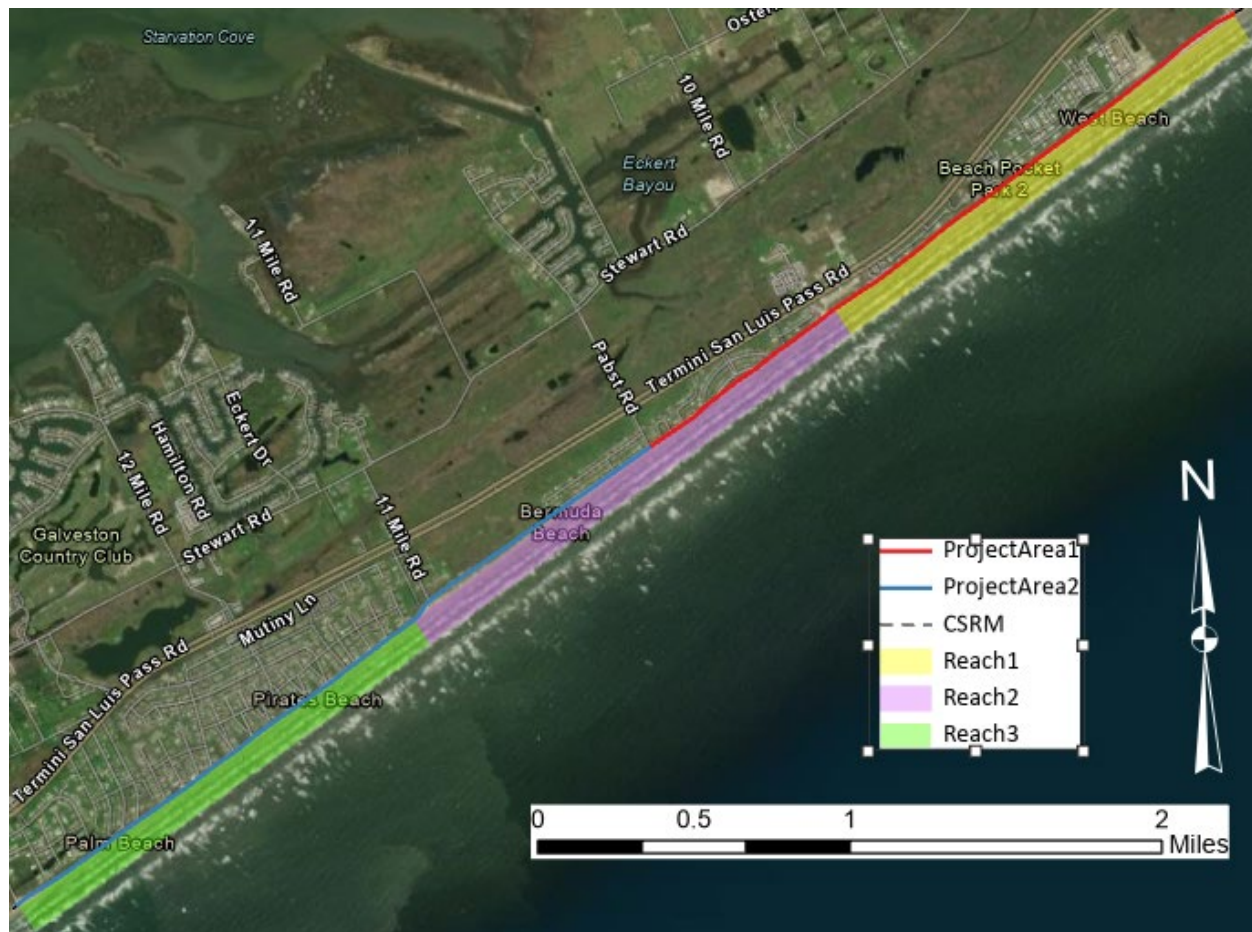 Starvation Cove
Osterm
10 Mile Rd
West Beach
Eckert
Bayou
Beach Pocket
Park 2
11 Mile Rd
Stewart Rd
Termini San Luis Pass Rd
Pabst Rd
Eckert Dr
Hamilton Rd
12 Mile Rd
Stewart Rd
11 Mile Rd
Bermuda
Beach
Galveston
Country Club
Mutiny Ln
Termini San Luis Pass Rd
Pirates Beach
Palm Beach
N
ProjectArea1
ProjectArea2
CSRM
Reach1
Reach2
Reach3
0 0.5 1 2
Miles